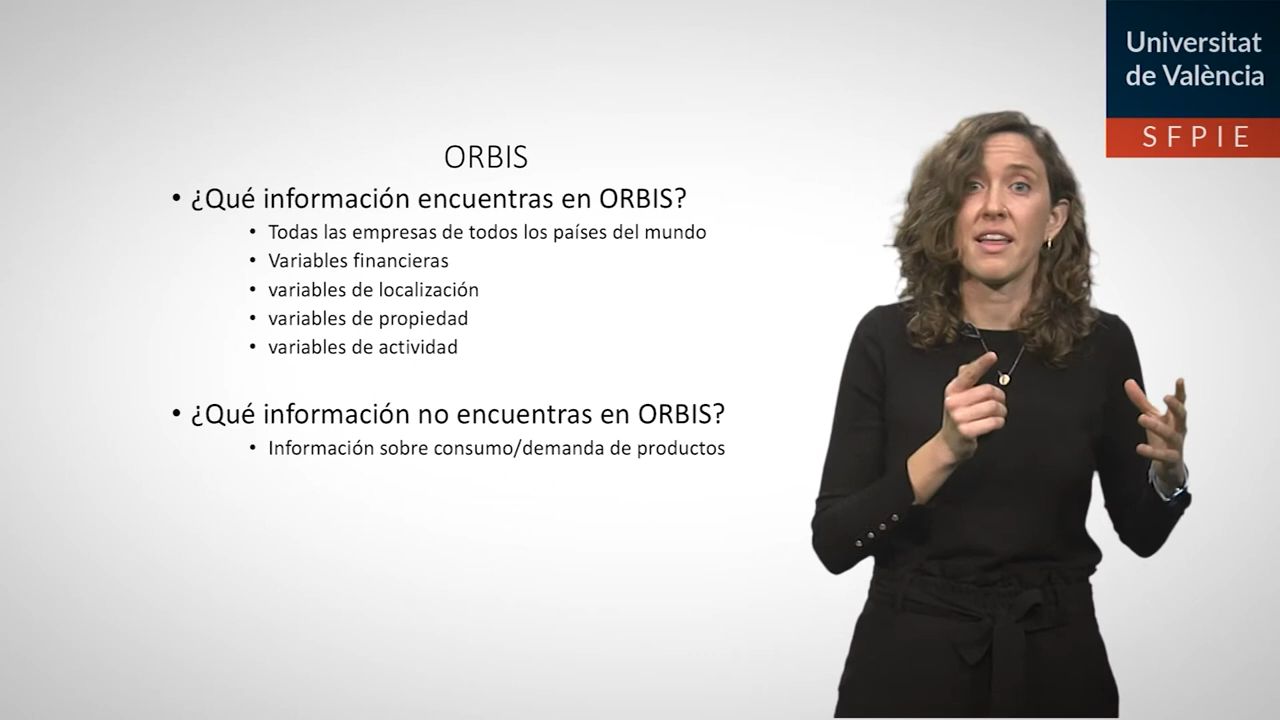 Universitat
de València
SFPIE
ORBIS
• ¿Qué información encuentras en ORBIS?
• Todas las empresas de todos los países del mundo
• Variables financieras
• variables de localización
• variables de propiedad
• variables de actividad
• ¿Qué información no encuentras en ORBIS?
• Información sobre consumo/demanda de productos